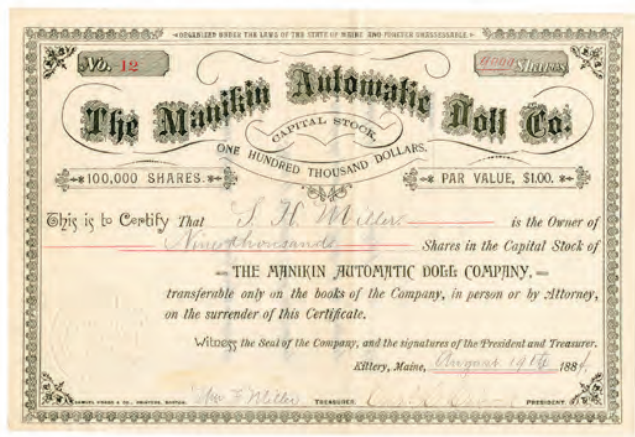 ORGANIZED UNDER THE LAWS OF THE STATE OF MAINE AND FOREVER UNASSESSABLE
No. 12
9000 Shares
The Manikin Automatic Doll Co.
CAPITAL STOCK,
ONE HUNDRED THOUSAND DOLLARS.
100,000 SHARES.
PAR VALUE, $1.00.
This is to Certify That S. H. Miller is the Owner of
Nine thousand Shares in the Capital Stock of
THE MANIKIN AUTOMATIC DOLL COMPANY,
transferable only on the books of the Company, in person or by Attorney,
on the surrender of this Certificate.
Witness the Seal of the Company, and the signatures of the President and Treasurer.
Kittery, Maine, August 19th 1884.
Miller TREASURER. PRESIDENT.